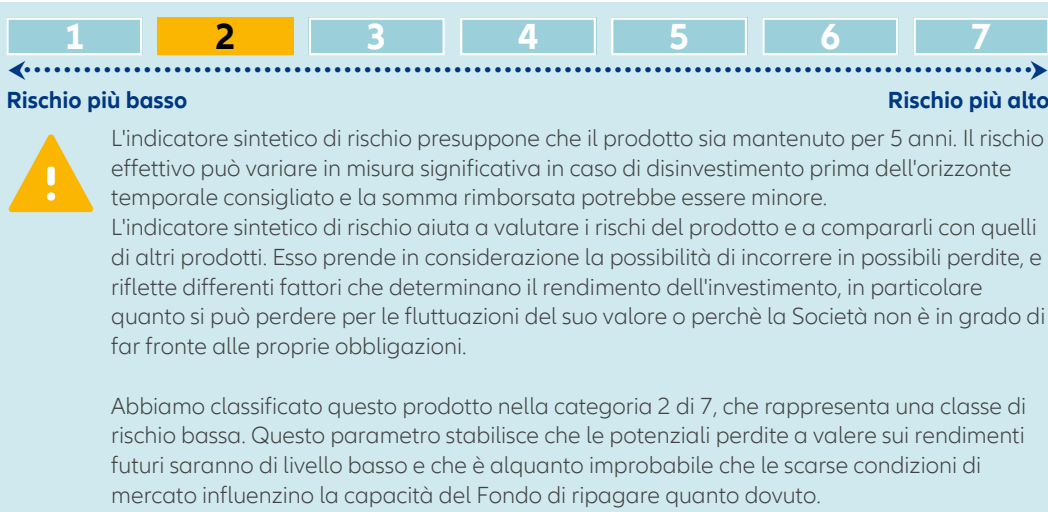 1 2 3 4 5 6 7
Rischio più basso Rischio più alto
L'indicatore sintetico di rischio presuppone che il prodotto sia mantenuto per 5 anni. Il rischio
effettivo può variare in misura significativa in caso di disinvestimento prima dell'orizzonte
temporale consigliato e la somma rimborsata potrebbe essere minore.
L'indicatore sintetico di rischio aiuta a valutare i rischi del prodotto e a compararli con quelli
di altri prodotti. Esso prende in considerazione la possibilità di incorrere in possibili perdite, e
riflette differenti fattori che determinano il rendimento dell'investimento, in particolare
quanto si può perdere per le fluttuazioni del suo valore o perchè la Società non è in grado di
far fronte alle proprie obbligazioni.
Abbiamo classificato questo prodotto nella categoria 2 di 7, che rappresenta una classe di
rischio bassa. Questo parametro stabilisce che le potenziali perdite a valere sui rendimenti
futuri saranno di livello basso e che è alquanto improbabile che le scarse condizioni di
mercato influenzino la capacità del Fondo di ripagare quanto dovuto.